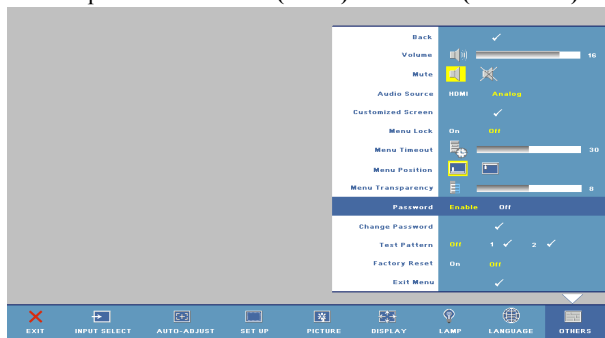 Back
Volume 16
Mute
Audio Source HDMI Analog
Customized Screen
Menu Lock On Off
Menu Timeout 30
Menu Position
Menu Transparency 8
Password Enable Off
Change Password
Test Pattern Off 1 2
Factory Reset On Off
Exit Menu
EXIT INPUT SELECT AUTO-ADJUST SET UP PICTURE DISPLAY LAMP LANGUAGE OTHERS